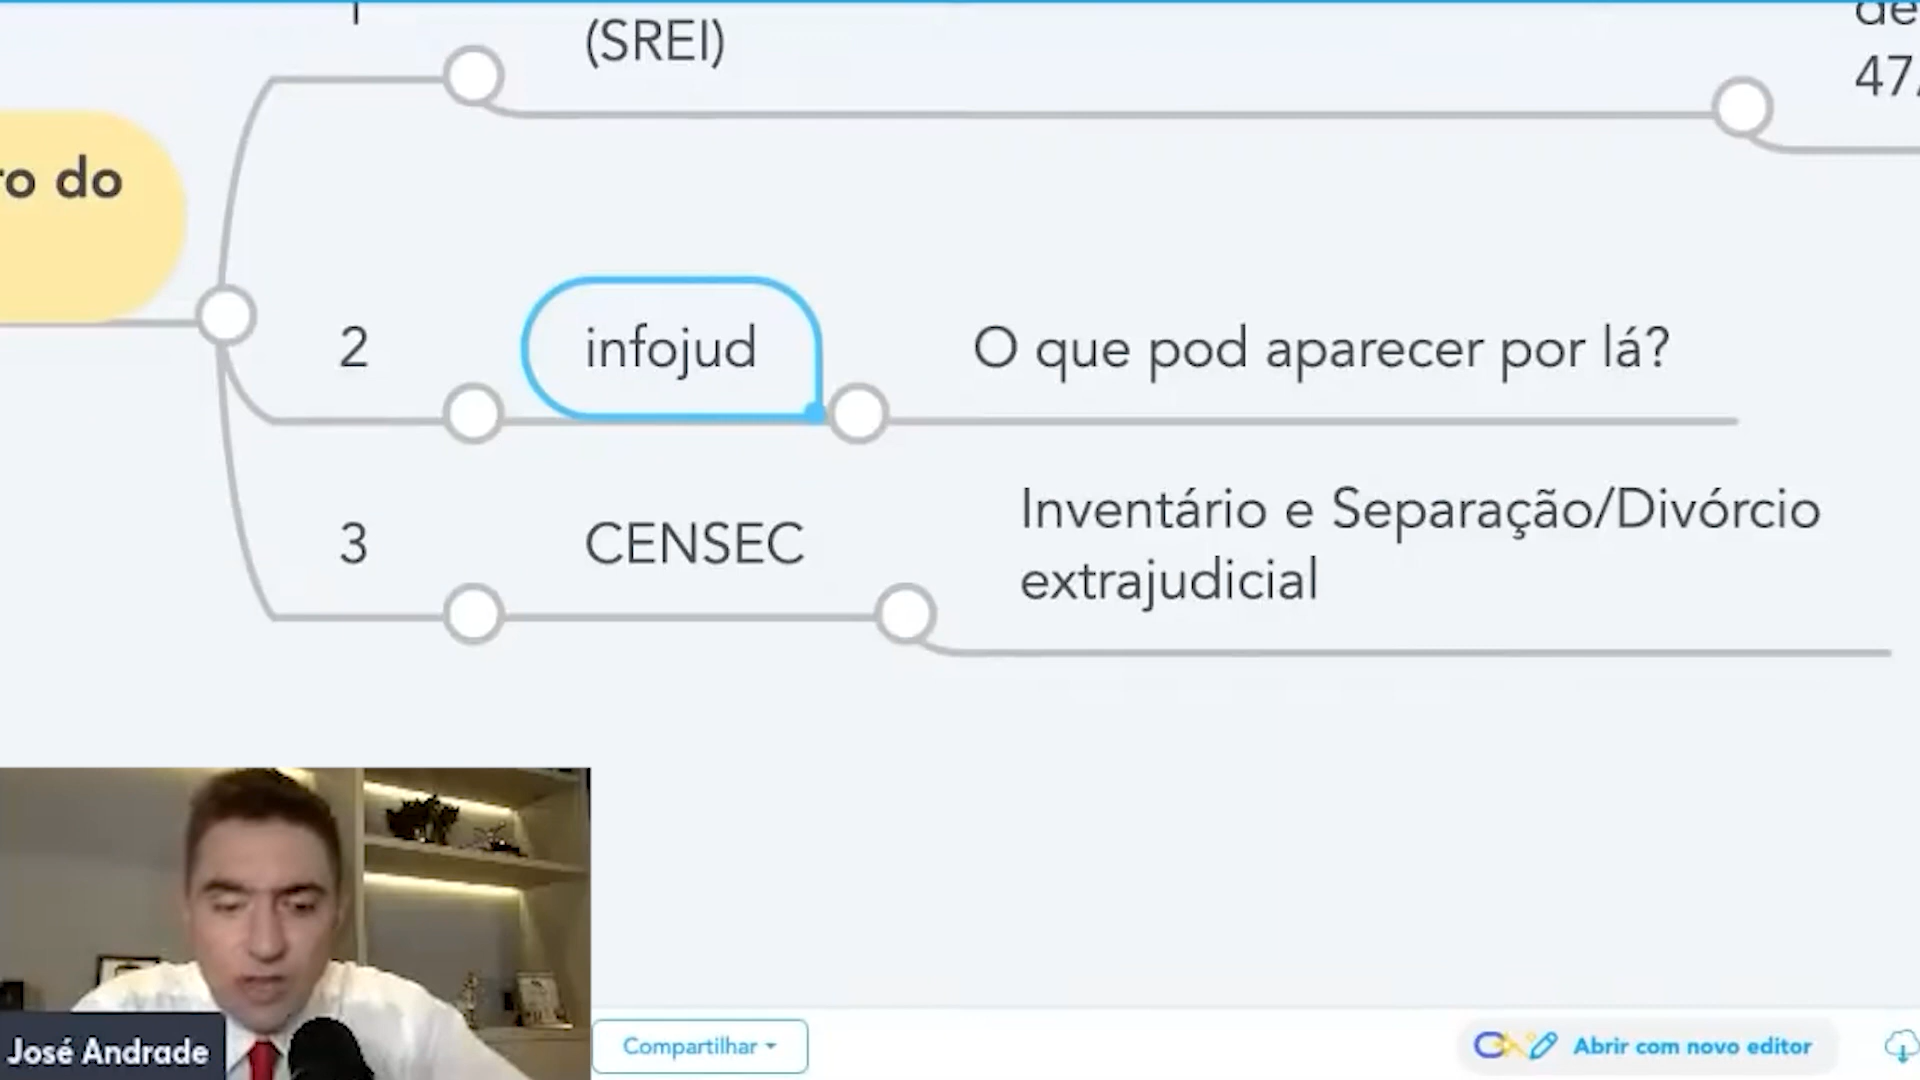 (SREI)
47
do
2
infojud
O que pod aparecer por lá?
3
CENSEC
Inventário e Separação/Divórcio
extrajudicial
José Andrade
Compartilhar
Abrir com novo editor